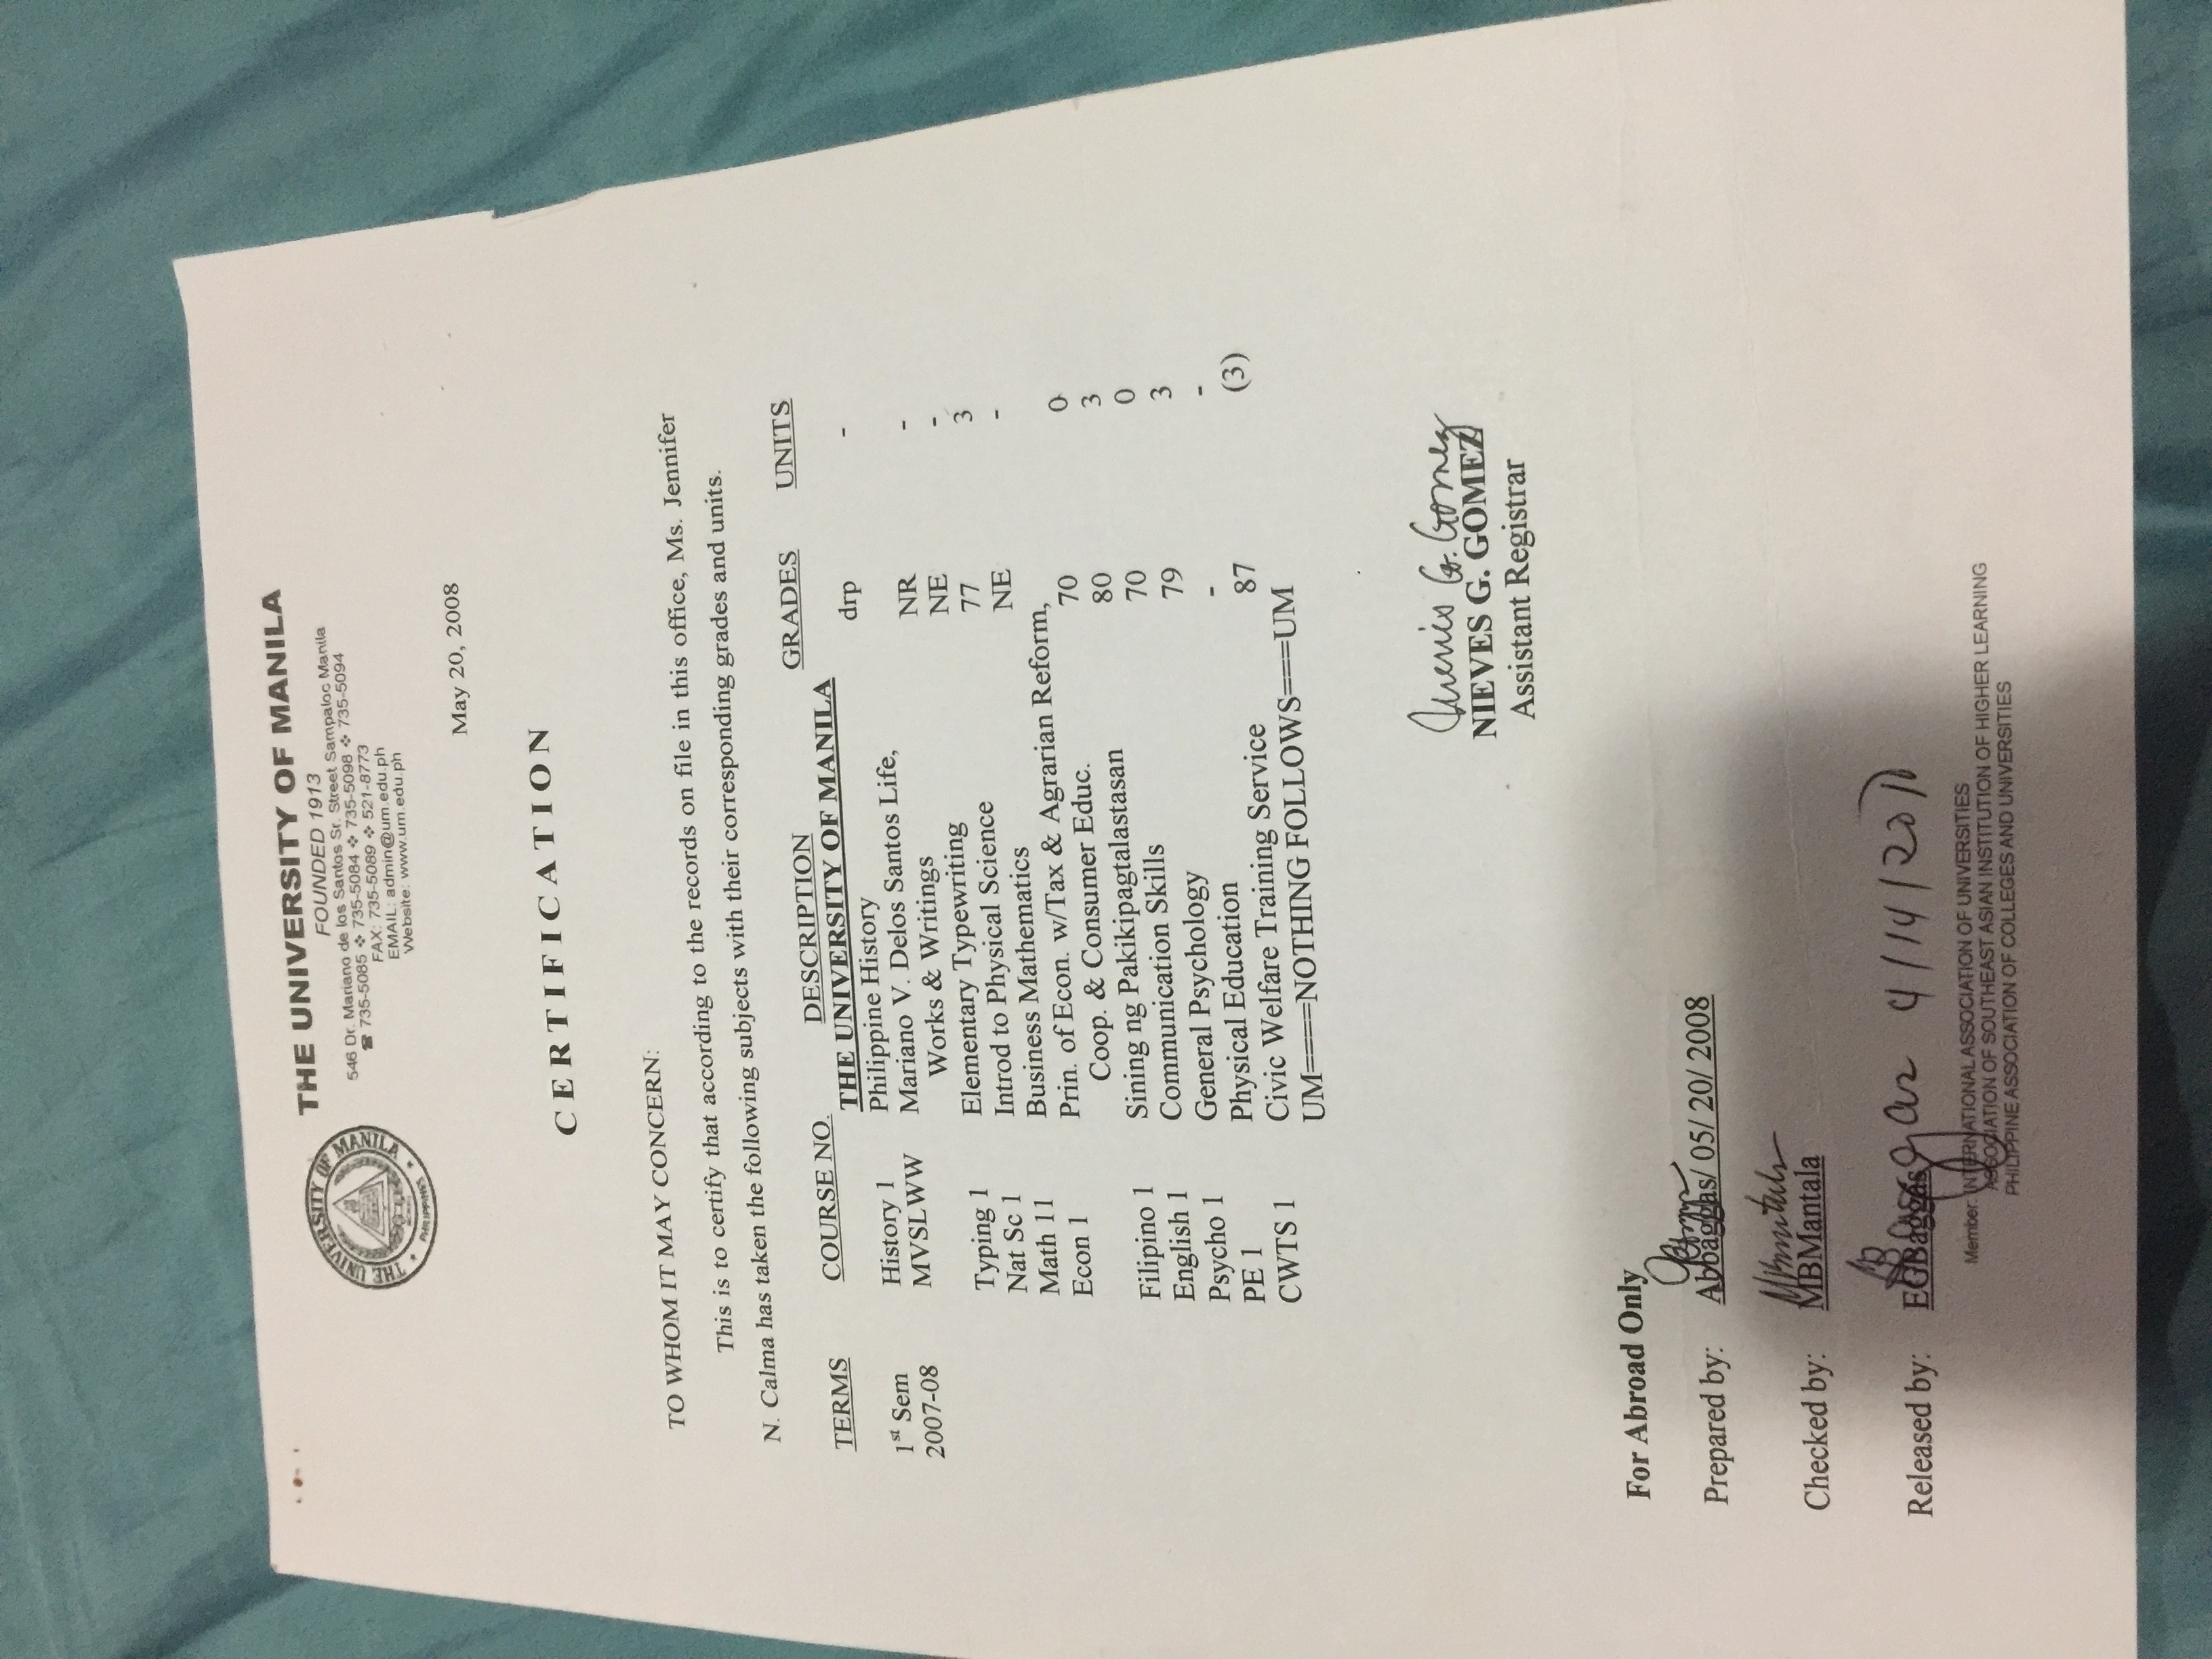 THE UNIVERSITY OF MANILA
FOUNDED 1913
546 Dr. Mariano de los Santos Sr. Street Sampaloc Manila
☎ 735-5085 ❖ 735-5084 ❖ 735-5098 ❖ 735-5094
FAX: 735-5089 ❖ 521-8773
EMAIL: admin@um.edu.ph
Website: www.um.edu.ph
THE UNIVERSITY OF MANILA
PHILIPPINES
May 20, 2008
CERTIFICATION
TO WHOM IT MAY CONCERN:
This is to certify that according to the records on file in this office, Ms. Jennifer
N. Calma has taken the following subjects with their corresponding grades and units.
TERMS COURSE NO. DESCRIPTION GRADES UNITS
THE UNIVERSITY OF MANILA
1st Sem History 1 Philippine History drp -
2007-08 MVSLWW Mariano V. Delos Santos Life,
Works & Writings NR -
Typing 1 Elementary Typewriting NE -
Nat Sc 1 Introd to Physical Science 77 3
Math 11 Business Mathematics NE -
Econ 1 Prin. of Econ. w/Tax & Agrarian Reform,
Coop. & Consumer Educ. 70 0
Filipino 1 Sining ng Pakikipagtalastasan 80 3
English 1 Communication Skills 70 0
Psycho 1 General Psychology 79 3
PE 1 Physical Education - -
CWTS 1 Civic Welfare Training Service 87 (3)
UM====NOTHING FOLLOWS====UM
Nieves G. Gomez
NIEVES G. GOMEZ
Assistant Registrar
For Abroad Only
Prepared by: Abbaggas/ 05/ 20/ 2008
Checked by: MBMantala
Released by: EGBaggas 4/14/2011
Member: INTERNATIONAL ASSOCIATION OF UNIVERSITIES
ASSOCIATION OF SOUTHEAST ASIAN INSTITUTION OF HIGHER LEARNING
PHILIPPINE ASSOCIATION OF COLLEGES AND UNIVERSITIES